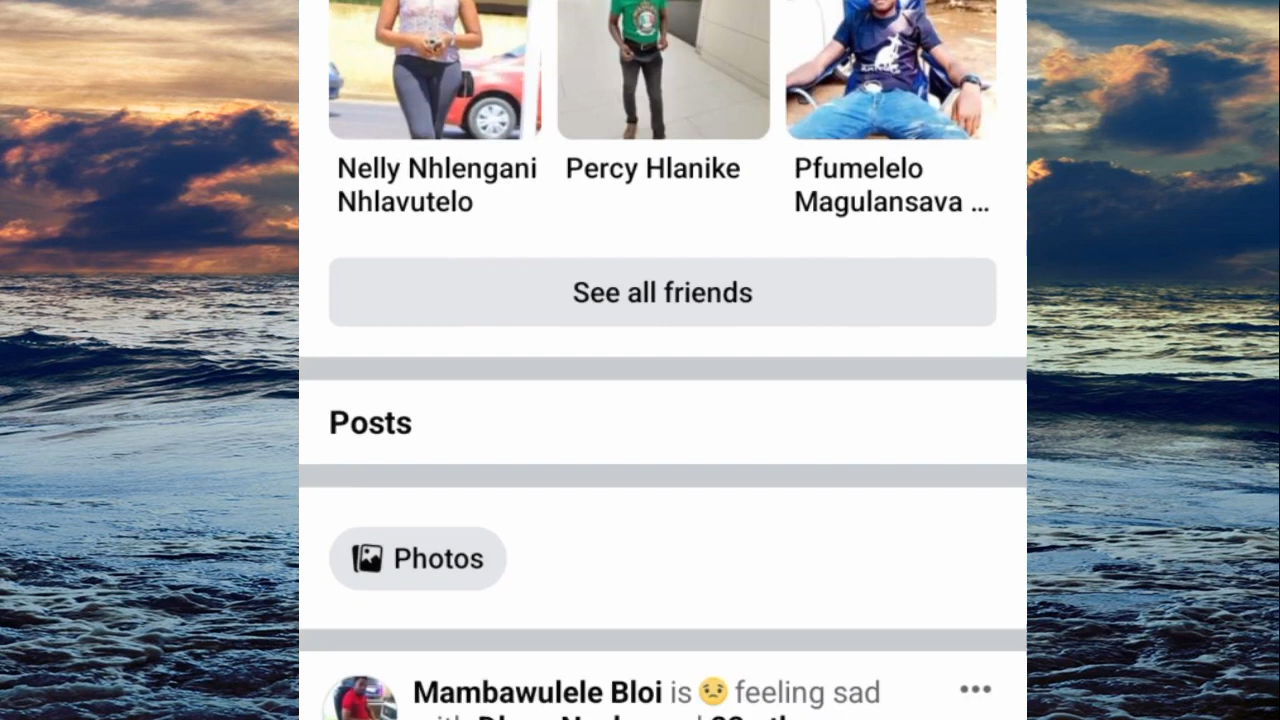 Nelly Nhlengani
Nhlavutelo
Percy Hlanike
Pfumelelo
Magulansava ...
See all friends
Posts
Photos
Mambawulele Bloi is 😟 feeling sad